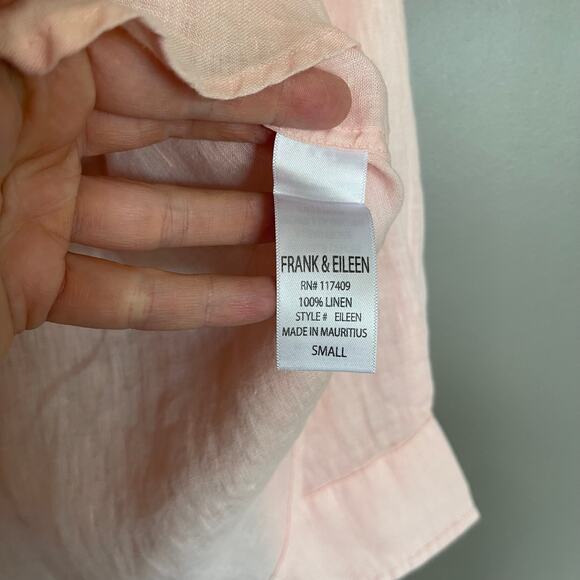 FRANK & EILEEN
RN# 117409
100% LINEN
STYLE# EILEEN
MADE IN MAURITIUS
SMALL